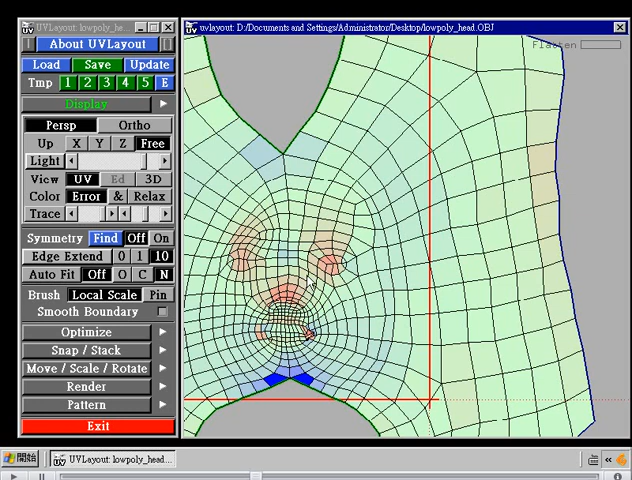 UVLayout: lowpoly_he..
uvlayout: D:/Documents and Settings/Administrator/Desktop/lowpoly_head.OBJ
About UVLayout
Load Save Update
Tmp 1 2 3 4 5 E
Display
Flatten
Persp Ortho
Up X Y Z Free
Light
View UV Ed 3D
Color Error & Relax
Trace
Symmetry Find Off On
Edge Extend 0 1 10
Auto Fit Off O C N
Brush Local Scale Pin
Smooth Boundary
Optimize
Snap / Stack
Move / Scale / Rotate
Render
Pattern
Exit
開始 UVLayout: lowpoly_head...